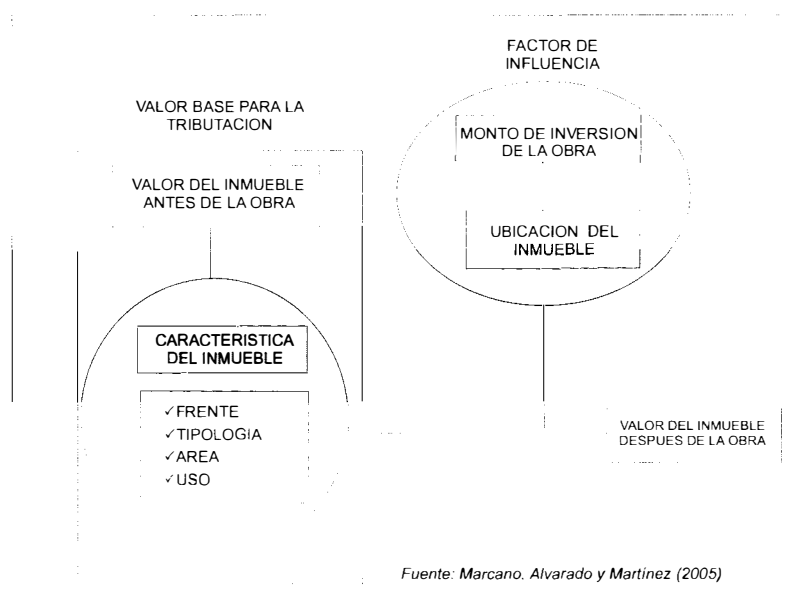 FACTOR DE
INFLUENCIA
VALOR BASE PARA LA
TRIBUTACION
MONTO DE INVERSION
DE LA OBRA
VALOR DEL INMUEBLE
ANTES DE LA OBRA
UBICACION DEL
INMUEBLE
CARACTERISTICA
DEL INMUEBLE
✓FRENTE
✓TIPOLOGIA
✓AREA
✓USO
VALOR DEL INMUEBLE
DESPUES DE LA OBRA
Fuente: Marcano. Alvarado y Martínez (2005)